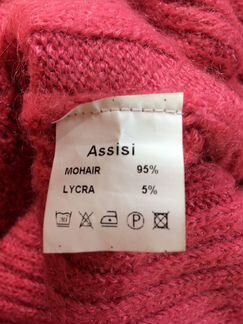 Assisi
MOHAIR 95%
LYCRA 5%
P